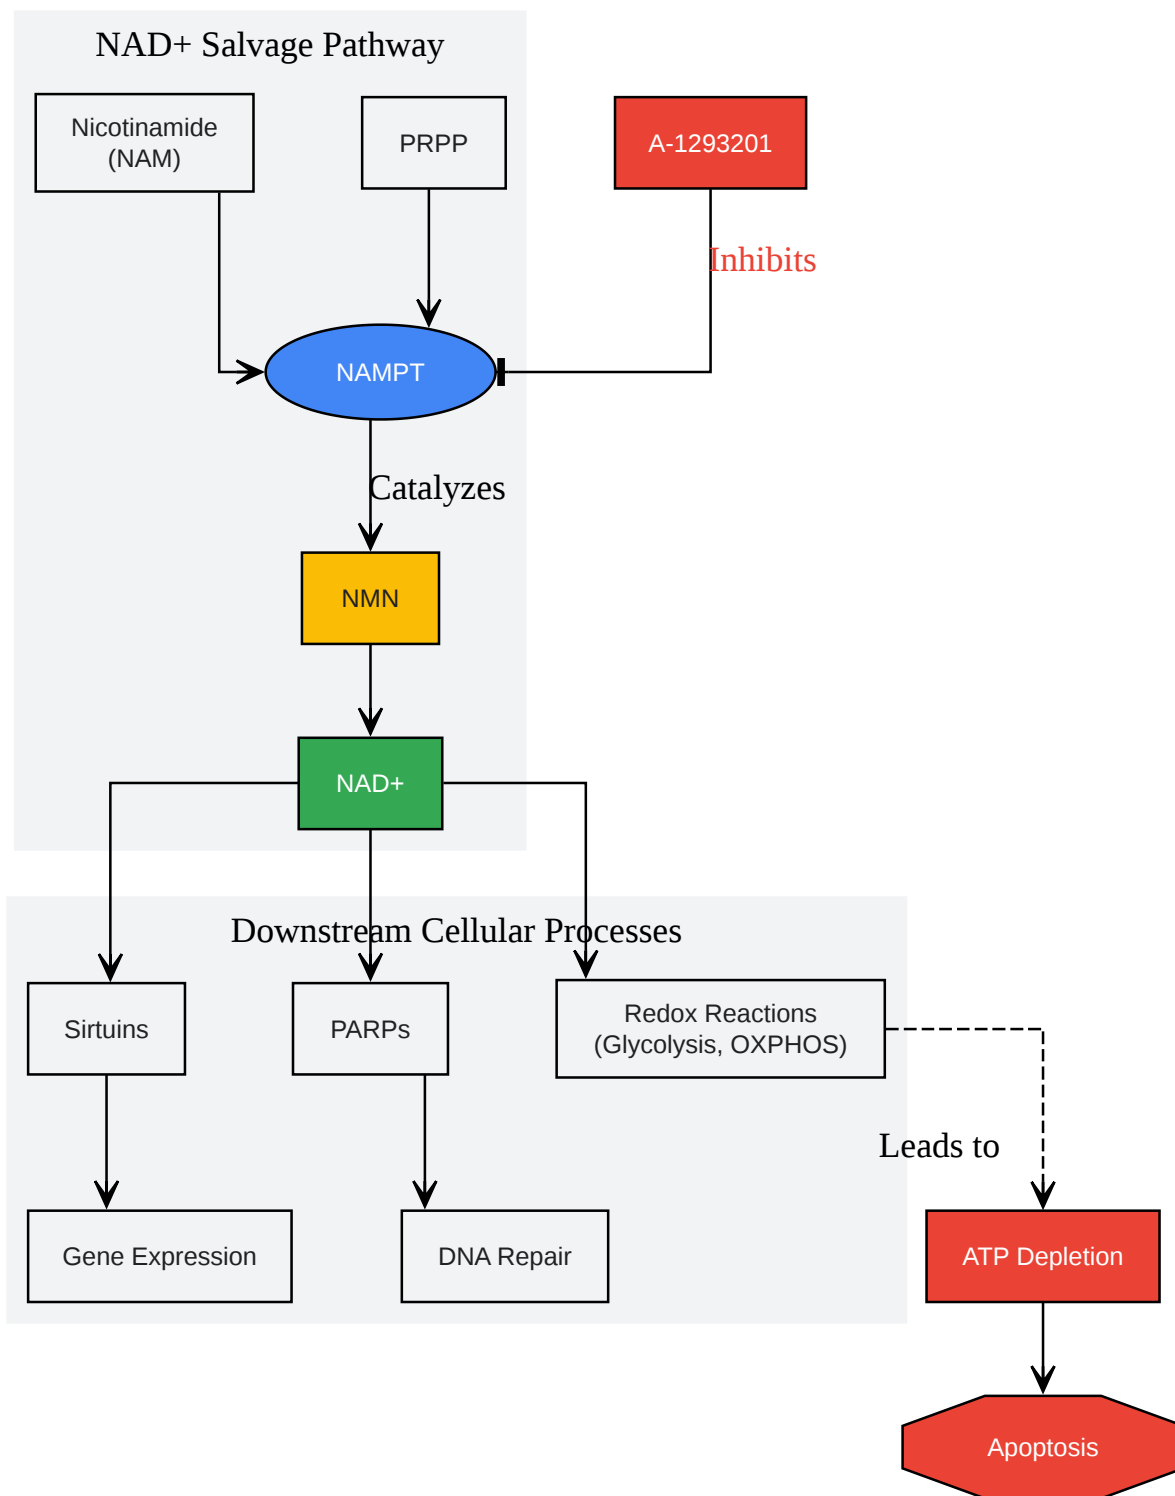 NAD+ Salvage Pathway
Nicotinamide
(NAM)
PRPP
A-1293201
Inhibits
NAMPT
Catalyzes
NMN
NAD+
Downstream Cellular Processes
Sirtuins
PARPs
Redox Reactions
(Glycolysis, OXPHOS)
Leads to
Gene Expression
DNA Repair
ATP Depletion
Apoptosis